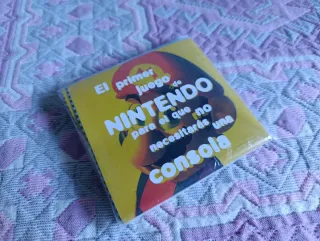 El primer
juego de
NINTENDO
para el que no
necesitarás una
consola